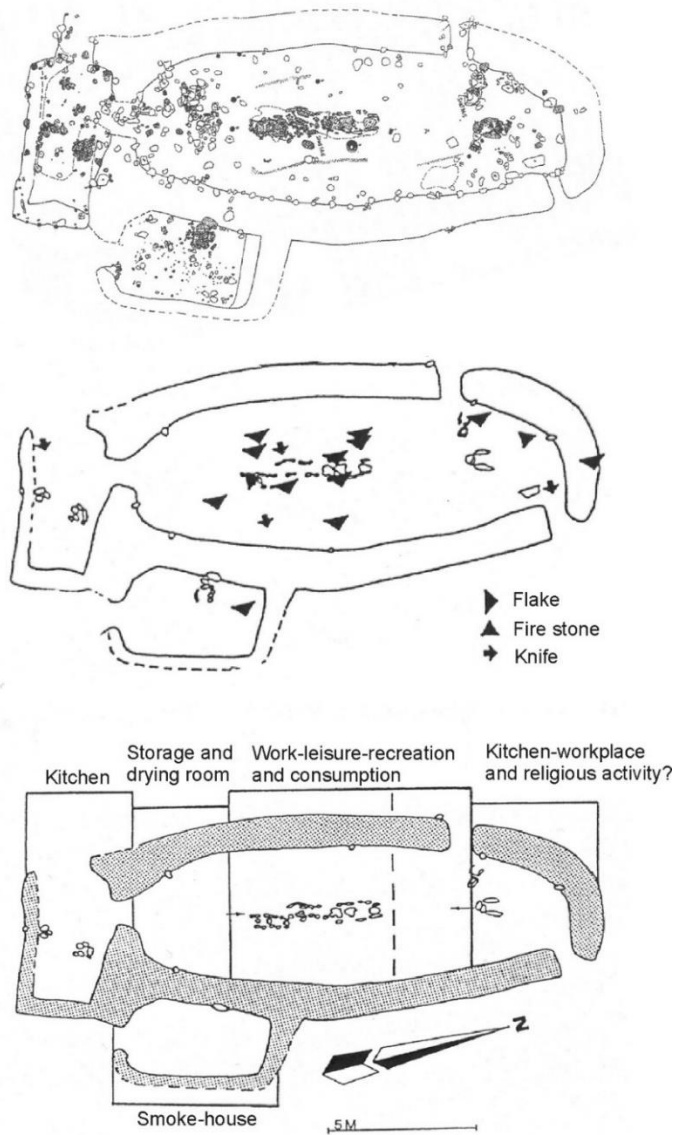 Flake
Fire stone
Knife
Kitchen
Storage and
drying room
Work-leisure-recreation
and consumption
Kitchen-workplace
and religious activity?
N
Smoke-house
5 M